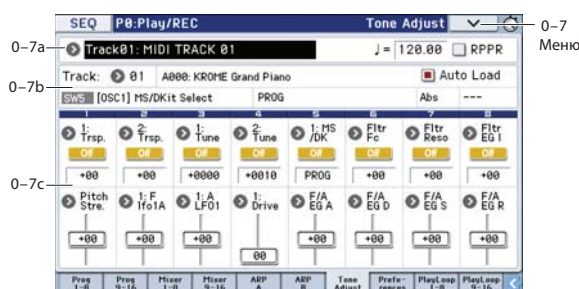 SEQ P0:Play/REC Tone Adjust
0–7
Меню
0–7a
Track01: MIDI TRACK 01 ♩= 120.00 RPPR
Track: 01 A000: KROME Grand Piano Auto Load
0–7b
SW5 [OSC1] MS/DKit Select PROG Abs ---
1 2 3 4 5 6 7 8
1: Trsp. 2: Trsp. 1: Tune 2: Tune 1: MS /DK Fltr Fc Fltr Reso Fltr EG I
Off Off Off Off Off Off Off Off
+00 +00 +0000 +0010 PROG +00 +00 +00
0–7c
Pitch Stre. 1: F lfo1A 1: A LFO1 1: Drive F/A EG A F/A EG D F/A EG S F/A EG R
+00 +00 +00 00 +00 +00 +00 +00
Prog 1-8 Prog 9-16 Mixer 1-8 Mixer 9-16 ARP A ARP B Tone Adjust Prefe- rences PlayLoop 1-8 PlayLoop 9-16